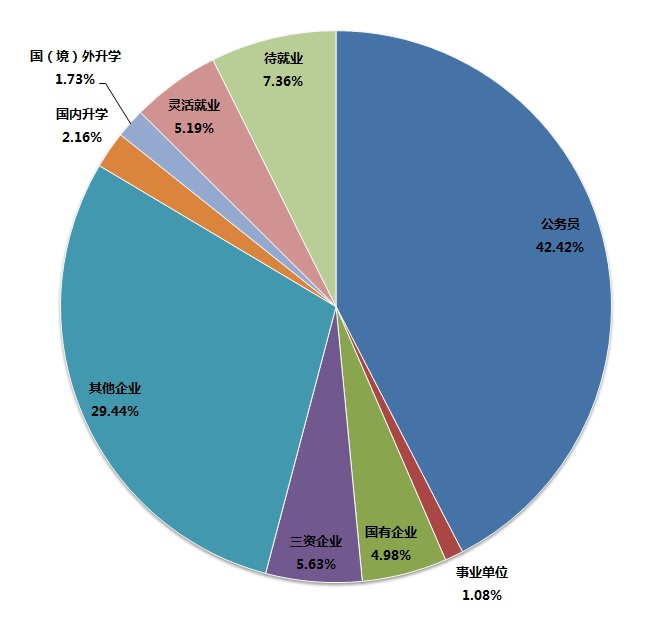 国（境）外升学
1.73%
国内升学
2.16%
灵活就业
5.19%
待就业
7.36%
公务员
42.42%
其他企业
29.44%
三资企业
5.63%
国有企业
4.98%
事业单位
1.08%